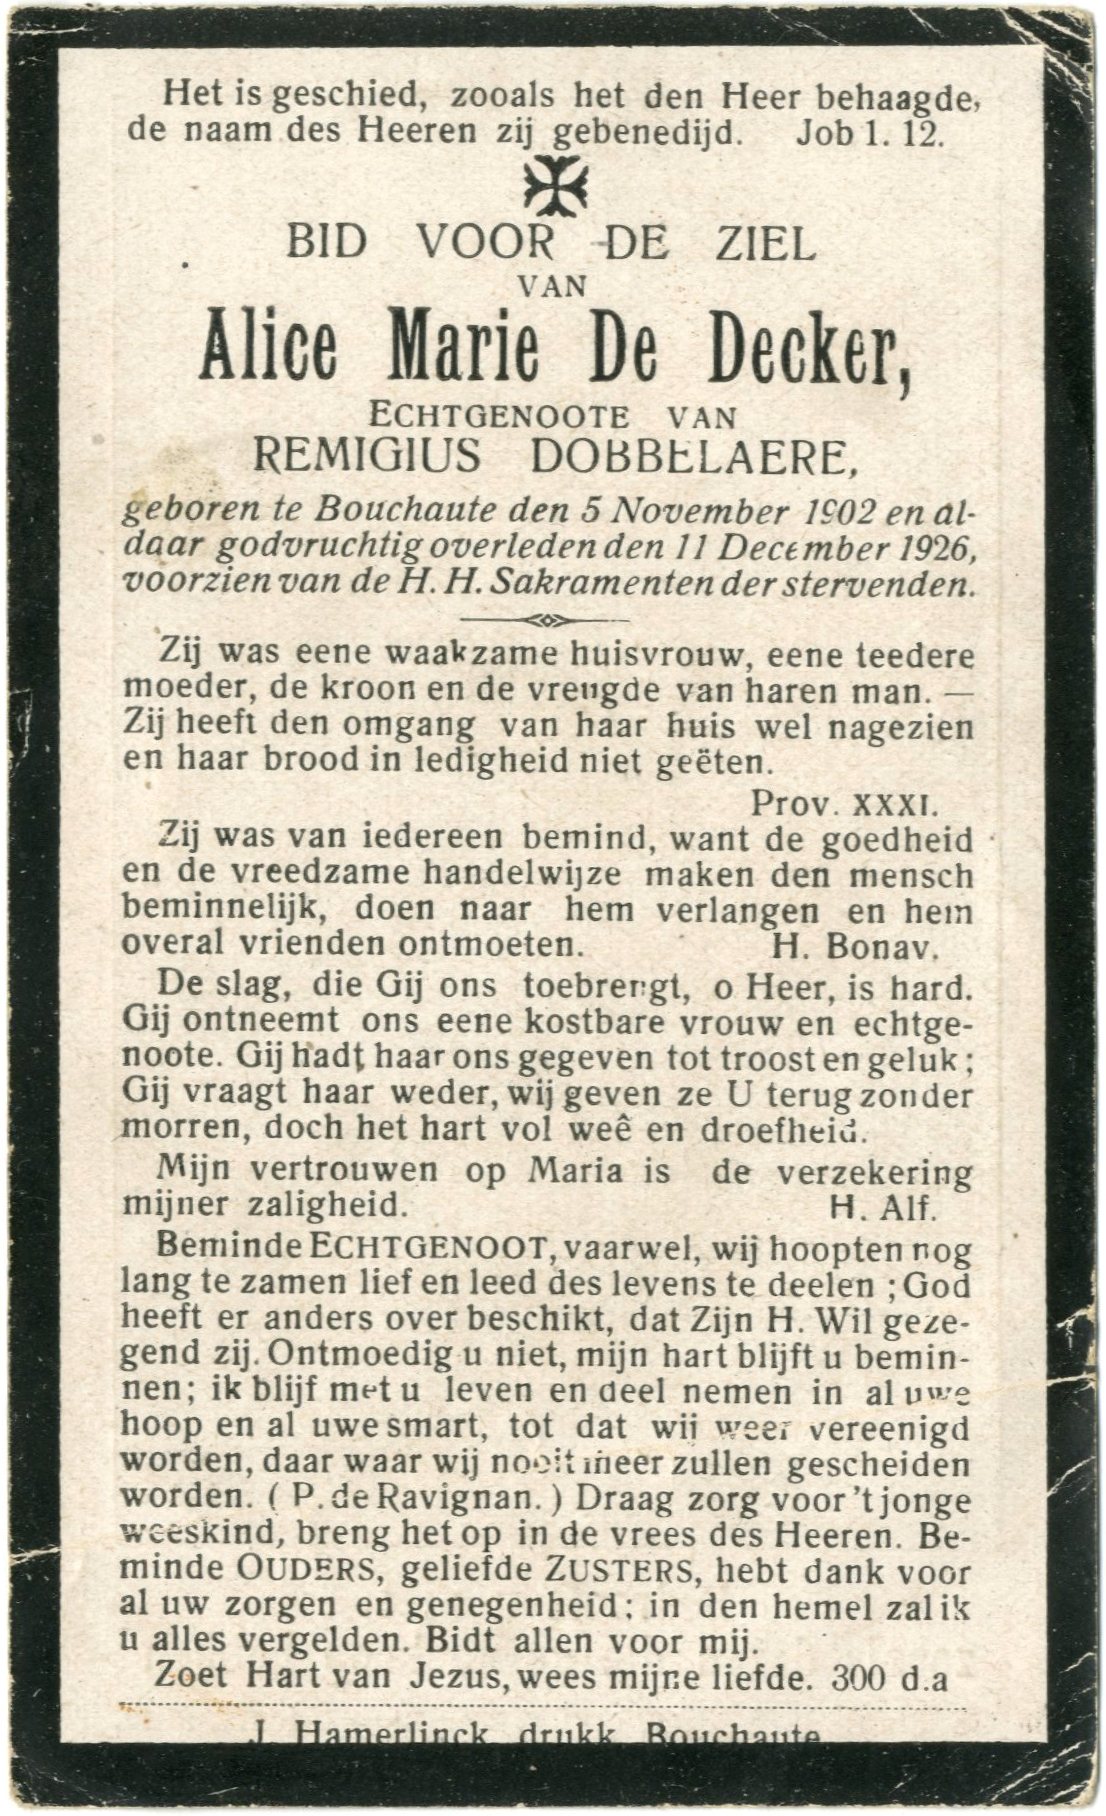 Het is geschied, zooals het den Heer behaagde,
de naam des Heeren zij gebenedijd. Job 1. 12.
BID VOOR DE ZIEL
VAN
Alice Marie De Decker,
ECHTGENOOTE VAN
REMIGIUS DOBBELAERE,
geboren te Bouchaute den 5 November 1902 en al-
daar godvruchtig overleden den 11 December 1926,
voorzien van de H. H. Sakramenten der stervenden.
Zij was eene waakzame huisvrouw, eene teedere
moeder, de kroon en de vreugde van haren man. —
Zij heeft den omgang van haar huis wel nagezien
en haar brood in ledigheid niet geëten.
Prov. XXXI.
Zij was van iedereen bemind, want de goedheid
en de vreedzame handelwijze maken den mensch
beminnelijk, doen naar hem verlangen en hem
overal vrienden ontmoeten. H. Bonav.
De slag, die Gij ons toebrengt, o Heer, is hard.
Gij ontneemt ons eene kostbare vrouw en echtge-
noote. Gij hadt haar ons gegeven tot troost en geluk;
Gij vraagt haar weder, wij geven ze U terug zonder
morren, doch het hart vol weê en droefheid.
Mijn vertrouwen op Maria is de verzekering
mijner zaligheid. H. Alf.
Beminde ECHTGENOOT, vaarwel, wij hoopten nog
lang te zamen lief en leed des levens te deelen ; God
heeft er anders over beschikt, dat Zijn H. Wil geze-
gend zij. Ontmoedig u niet, mijn hart blijft u bemin-
nen; ik blijf met u leven en deel nemen in al uwe
hoop en al uwe smart, tot dat wij weer vereenigd
worden, daar waar wij nooit meer zullen gescheiden
worden. ( P. de Ravignan. ) Draag zorg voor 't jonge
weeskind, breng het op in de vrees des Heeren. Be-
minde OUDERS, geliefde ZUSTERS, hebt dank voor
al uw zorgen en genegenheid; in den hemel zal ik
u alles vergelden. Bidt allen voor mij.
Zoet Hart van Jezus, wees mijne liefde. 300 d.a
J. Hamerlinck drukk Bouchaute